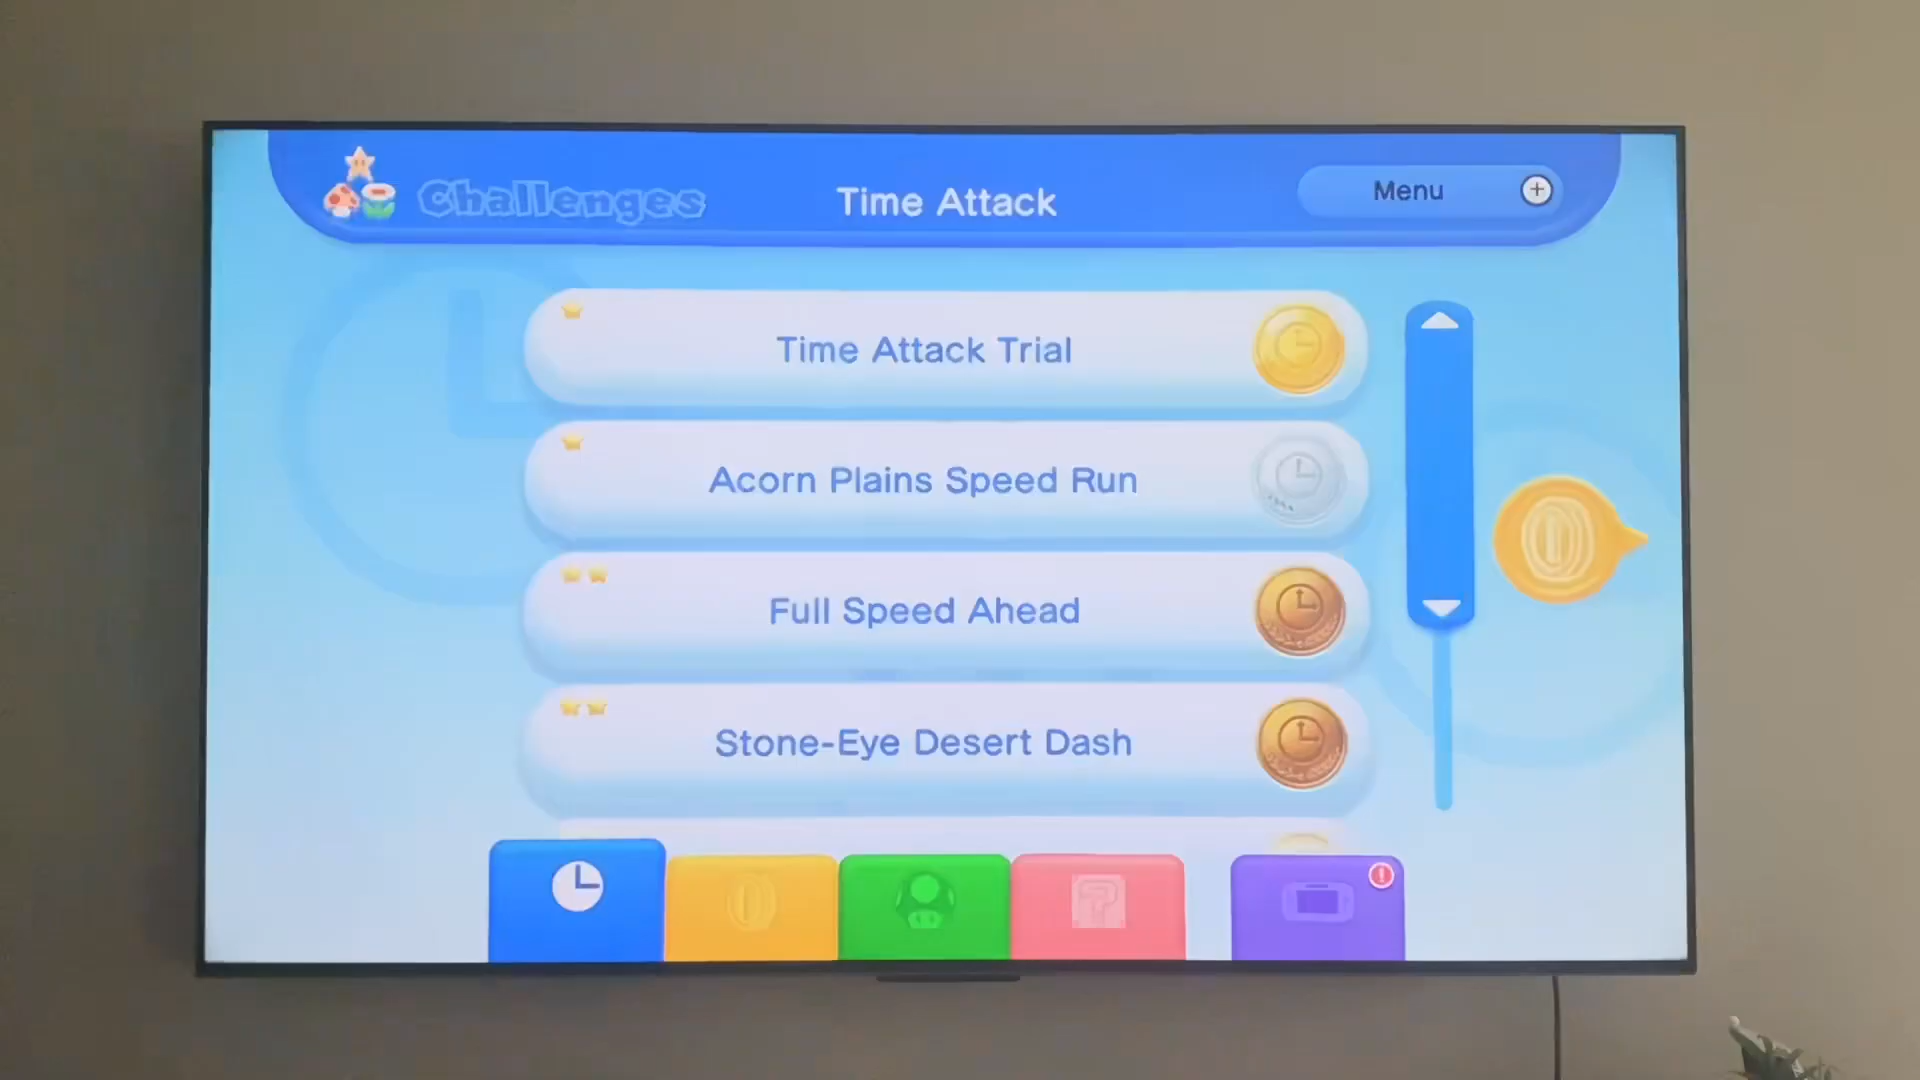 Challenges
Time Attack
Menu
Time Attack Trial
Acorn Plains Speed Run
Full Speed Ahead
Stone-Eye Desert Dash